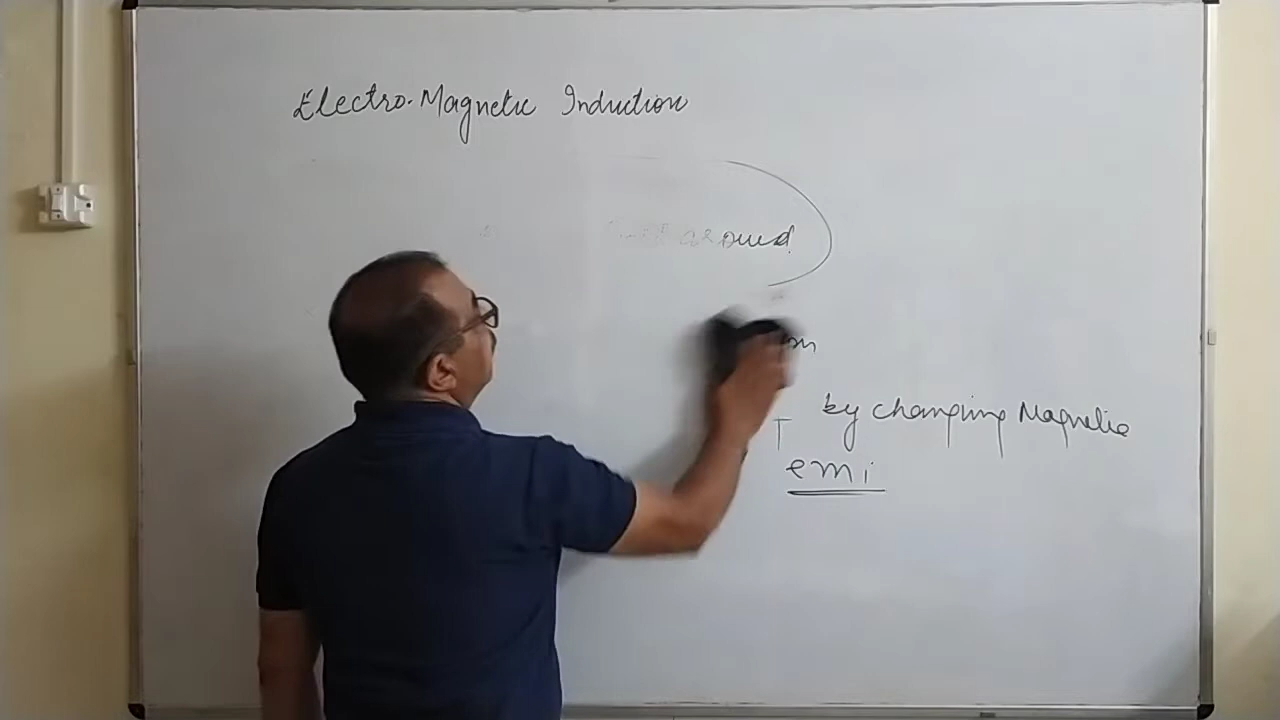 Electro-Magnetic Induction
around
by changing Magnetic
emi